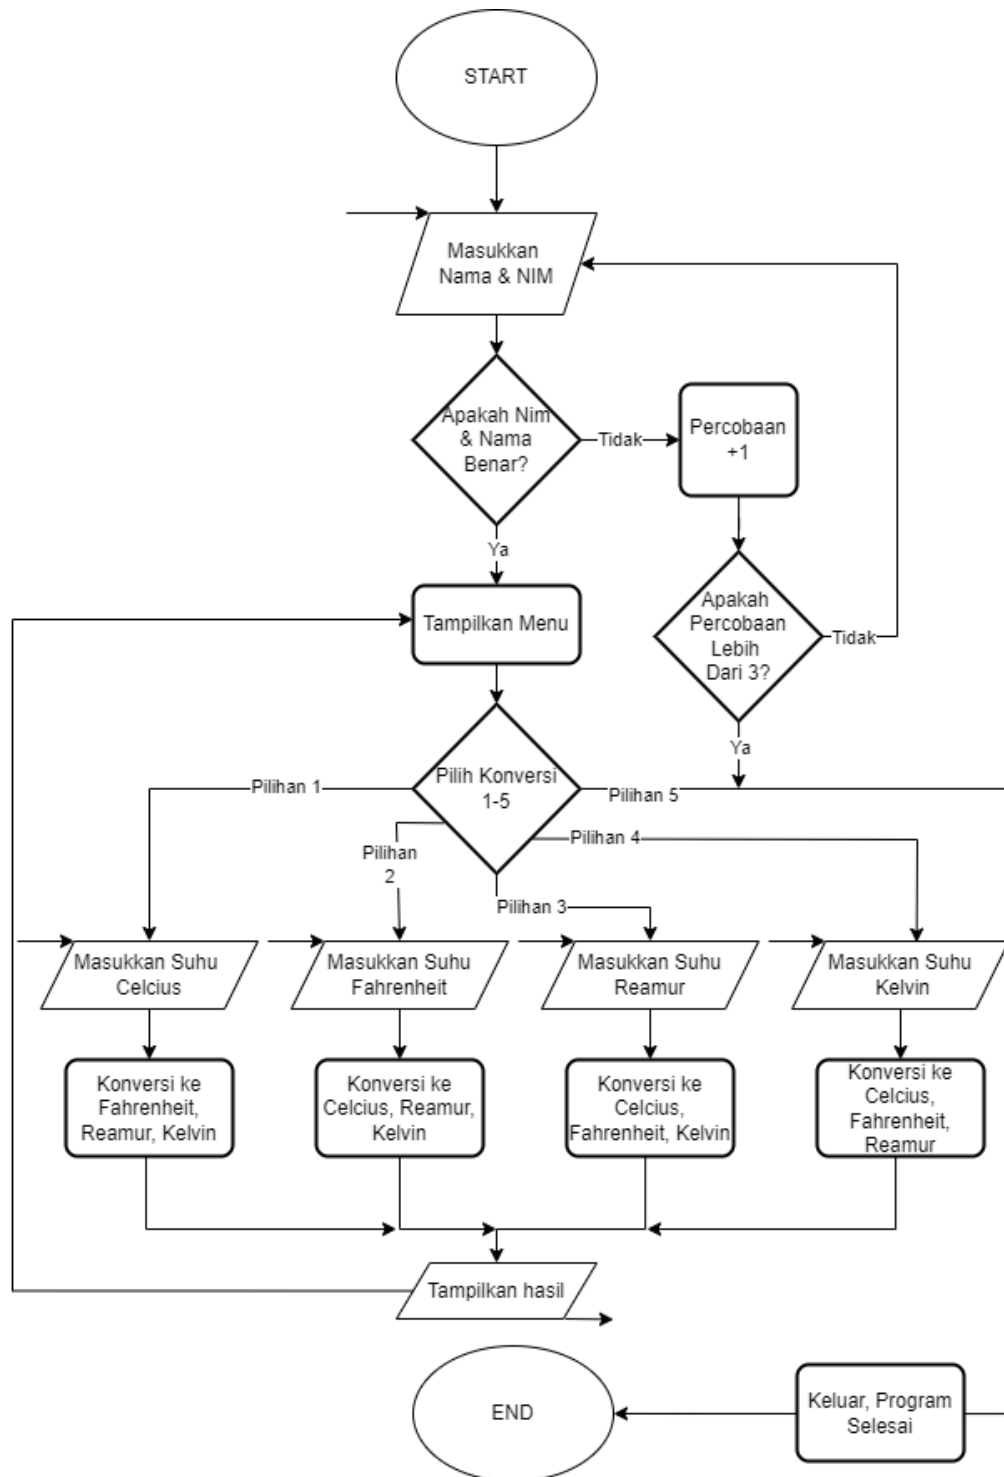 START
Masukkan
Nama & NIM
Apakah Nim
& Nama
Benar?
Tidak
Percobaan
+1
Ya
Apakah
Percobaan
Lebih
Dari 3?
Tidak
Tampilkan Menu
Ya
Pilih Konversi
1-5
Pilihan 1
Pilihan 5
Pilihan
2
Pilihan 4
Pilihan 3
Masukkan Suhu
Celcius
Masukkan Suhu
Fahrenheit
Masukkan Suhu
Reamur
Masukkan Suhu
Kelvin
Konversi ke
Fahrenheit,
Reamur, Kelvin
Konversi ke
Celcius, Reamur,
Kelvin
Konversi ke
Celcius,
Fahrenheit, Kelvin
Konversi ke
Celcius,
Fahrenheit,
Reamur
Tampilkan hasil
END
Keluar, Program
Selesai